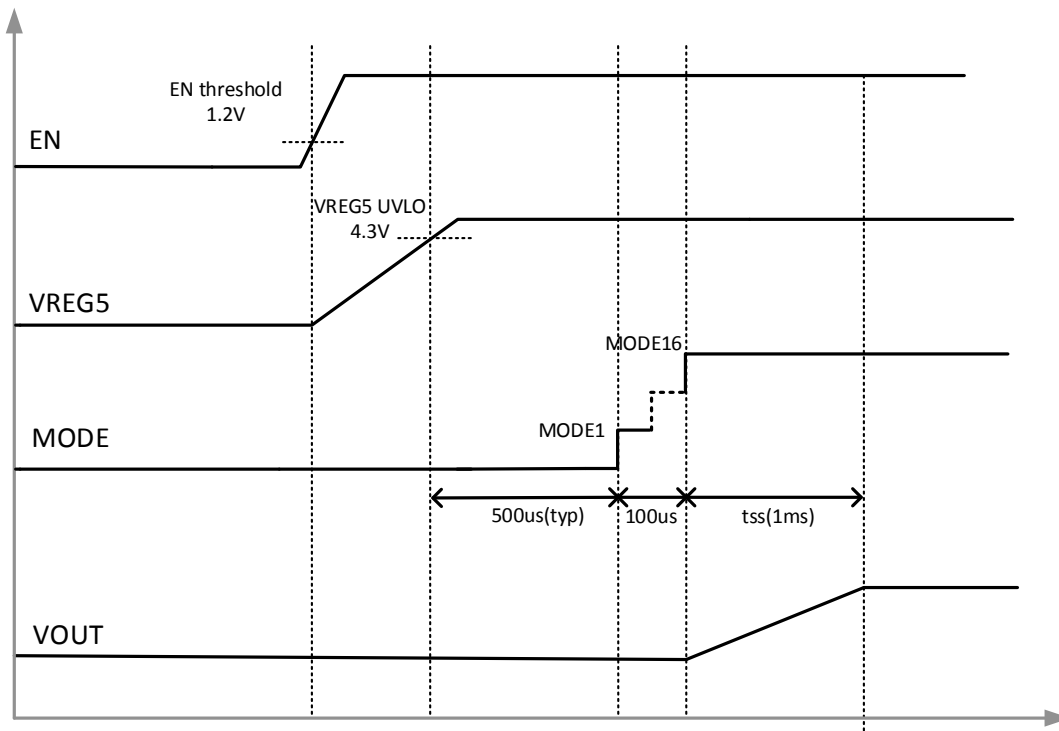 EN threshold
1.2V
EN
VREG5 UVLO
4.3V
VREG5
MODE16
MODE1
MODE
500us(typ)
100us
tss(1ms)
VOUT